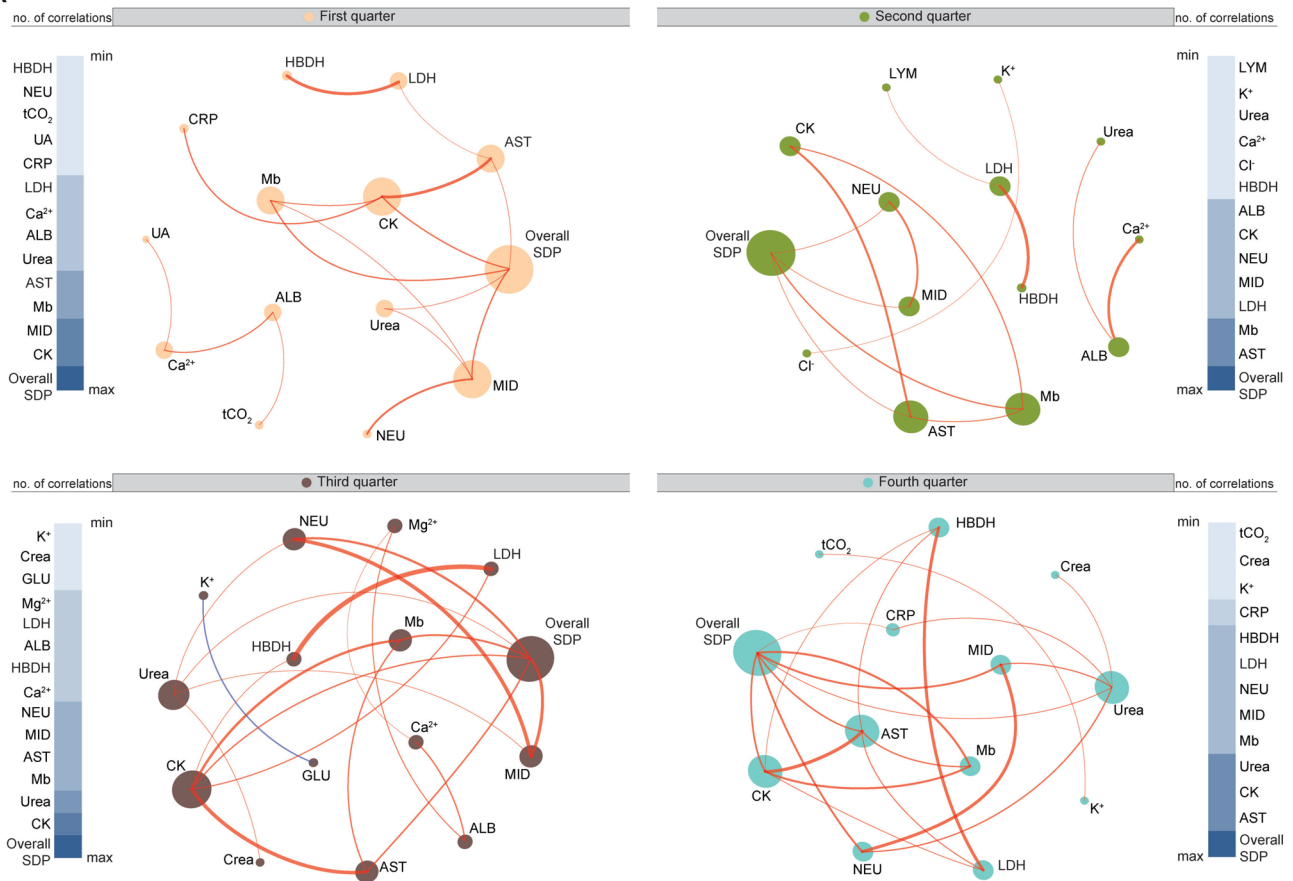 no. of correlations
First quarter
min
HBDH
NEU
tCO₂
UA
CRP
LDH
Ca²⁺
ALB
Urea
AST
Mb
MID
CK
Overall
SDP
max
HBDH
LDH
CRP
AST
Mb
CK
UA
Overall
SDP
ALB
Urea
Ca²⁺
MID
tCO₂
NEU
Second quarter
no. of correlations
LYM
K⁺
CK
Urea
LDH
NEU
Overall
SDP
Ca²⁺
HBDH
MID
Cl⁻
ALB
Mb
AST
min
LYM
K⁺
Urea
Ca²⁺
Cl⁻
HBDH
ALB
CK
NEU
MID
LDH
Mb
AST
Overall
SDP
max
no. of correlations
Third quarter
min
K⁺
Crea
GLU
Mg²⁺
LDH
ALB
HBDH
Ca²⁺
NEU
MID
AST
Mb
Urea
CK
Overall
SDP
max
NEU
Mg²⁺
LDH
K⁺
Mb
Overall
SDP
HBDH
Urea
Ca²⁺
CK
GLU
MID
ALB
Crea
AST
Fourth quarter
no. of correlations
HBDH
tCO₂
Crea
CRP
Overall
SDP
MID
Urea
AST
Mb
CK
K⁺
NEU
LDH
min
tCO₂
Crea
K⁺
CRP
HBDH
LDH
NEU
MID
Mb
Urea
CK
AST
Overall
SDP
max